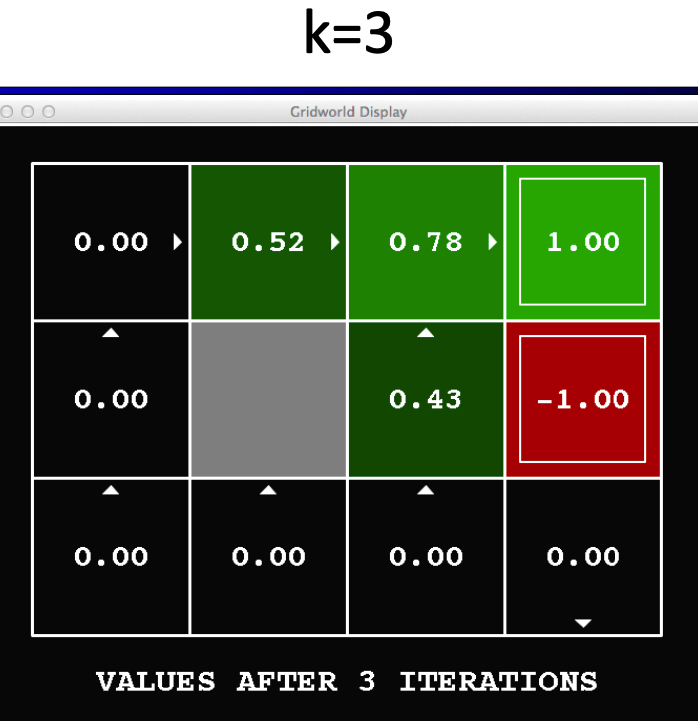 k=3
Gridworld Display
0.00 0.52 0.78 1.00
0.00 0.43 -1.00
0.00 0.00 0.00 0.00
VALUES AFTER 3 ITERATIONS